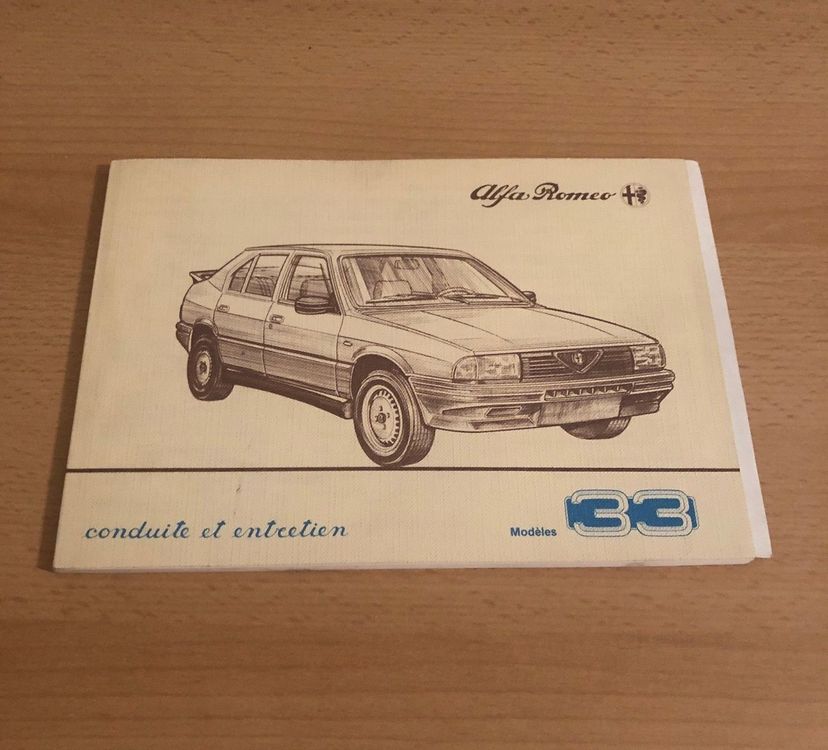 Alfa Romeo
conduite et entretien
Modèles 33